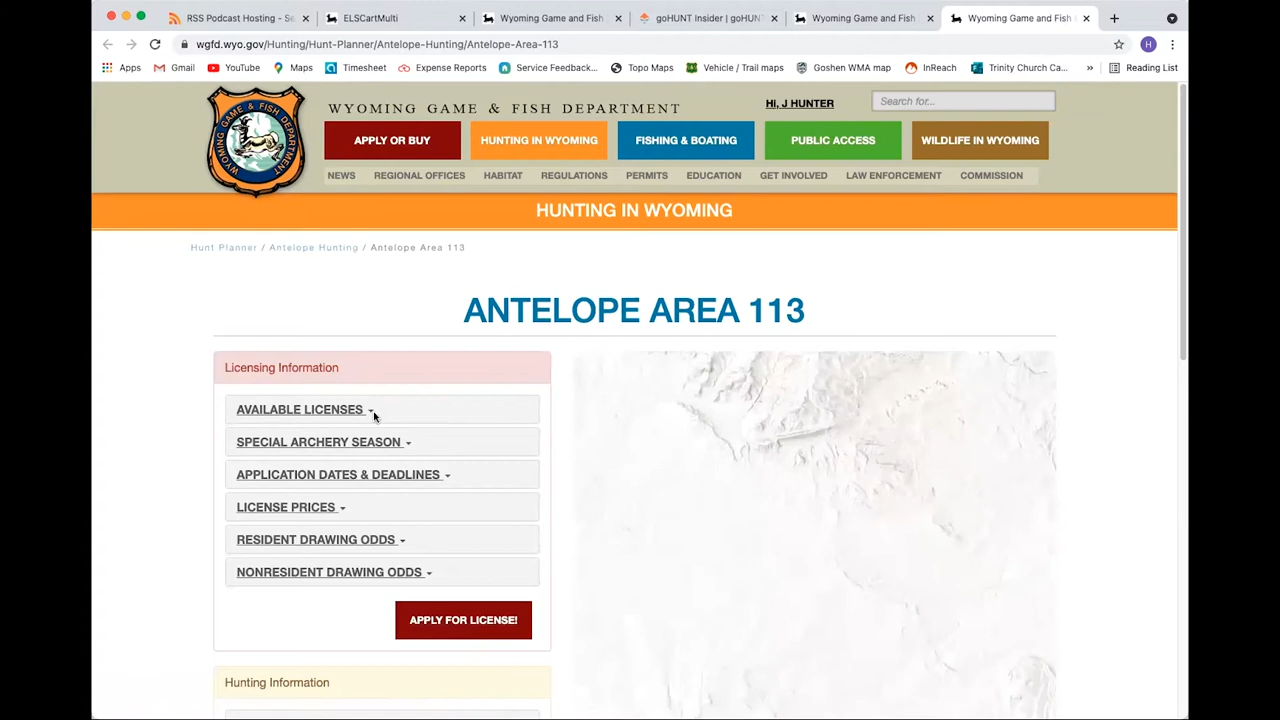 RSS Podcast Hosting - Se
ELSCartMulti
Wyoming Game and Fish
goHUNT Insider | goHUNT
Wyoming Game and Fish
Wyoming Game and Fish
wgfd.wyo.gov/Hunting/Hunt-Planner/Antelope-Hunting/Antelope-Area-113
H
Apps
Gmail
YouTube
Maps
Timesheet
Expense Reports
Service Feedback...
Topo Maps
Vehicle / Trail maps
Goshen WMA map
InReach
Trinity Church Ca...
»
Reading List
WYOMING GAME & FISH DEPARTMENT
WYOMING GAME & FISH DEPARTMENT
Hi, J HUNTER
Search for...
APPLY OR BUY
HUNTING IN WYOMING
FISHING & BOATING
PUBLIC ACCESS
WILDLIFE IN WYOMING
NEWS
REGIONAL OFFICES
HABITAT
REGULATIONS
PERMITS
EDUCATION
GET INVOLVED
LAW ENFORCEMENT
COMMISSION
HUNTING IN WYOMING
Hunt Planner / Antelope Hunting / Antelope Area 113
ANTELOPE AREA 113
Licensing Information
AVAILABLE LICENSES
SPECIAL ARCHERY SEASON
APPLICATION DATES & DEADLINES
LICENSE PRICES
RESIDENT DRAWING ODDS
NONRESIDENT DRAWING ODDS
APPLY FOR LICENSE!
Hunting Information